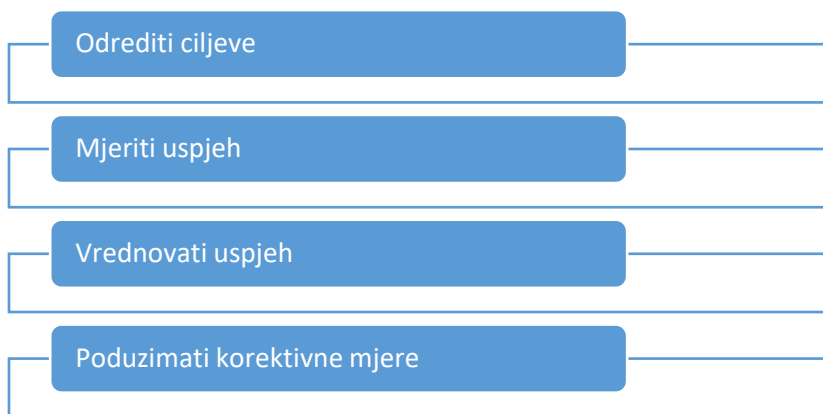 Odrediti ciljeve
Mjeriti uspjeh
Vrednovati uspjeh
Poduzimati korektivne mjere